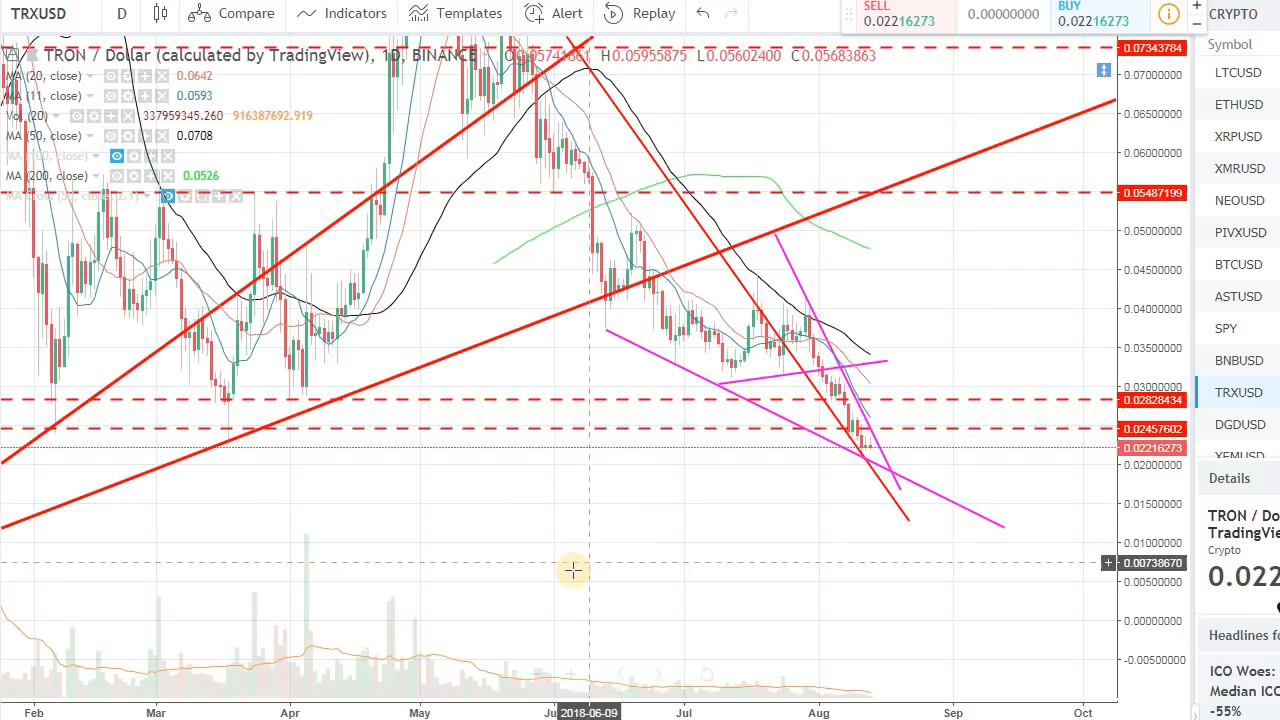 TRXUSD D Compare Indicators Templates Alert Replay
SELL
0.02216273
0.00000000
BUY
0.02216273
CRYPTO
TRON / Dollar (calculated by TradingView), 1D, BINANCE O0.05741861 H0.05955875 L0.05602400 C0.05683863
MA (20, close) 0.0642
MA (11, close) 0.0593
Vol (20) 337959345.260 916387692.919
MA (50, close) 0.0708
MA (100, close)
MA (200, close) 0.0526
0.07343784
0.07000000
0.06500000
0.06000000
0.05487199
0.05000000
0.04500000
0.04000000
0.03500000
0.03000000
0.02828434
0.02457602
0.02216273
0.02000000
0.01500000
0.01000000
0.00738670
0.00500000
0.00000000
-0.00500000
Feb Mar Apr May 2018-06-09 Jul Aug Sep Oct
Symbol
LTCUSD
ETHUSD
XRPUSD
XMRUSD
NEOUSD
PIVXUSD
BTCUSD
ASTUSD
SPY
BNBUSD
TRXUSD
DGDUSD
XEMUSD
Details
TRON / Do
TradingVie
Crypto
0.022
Headlines fo
ICO Woes:
Median ICO
-55%